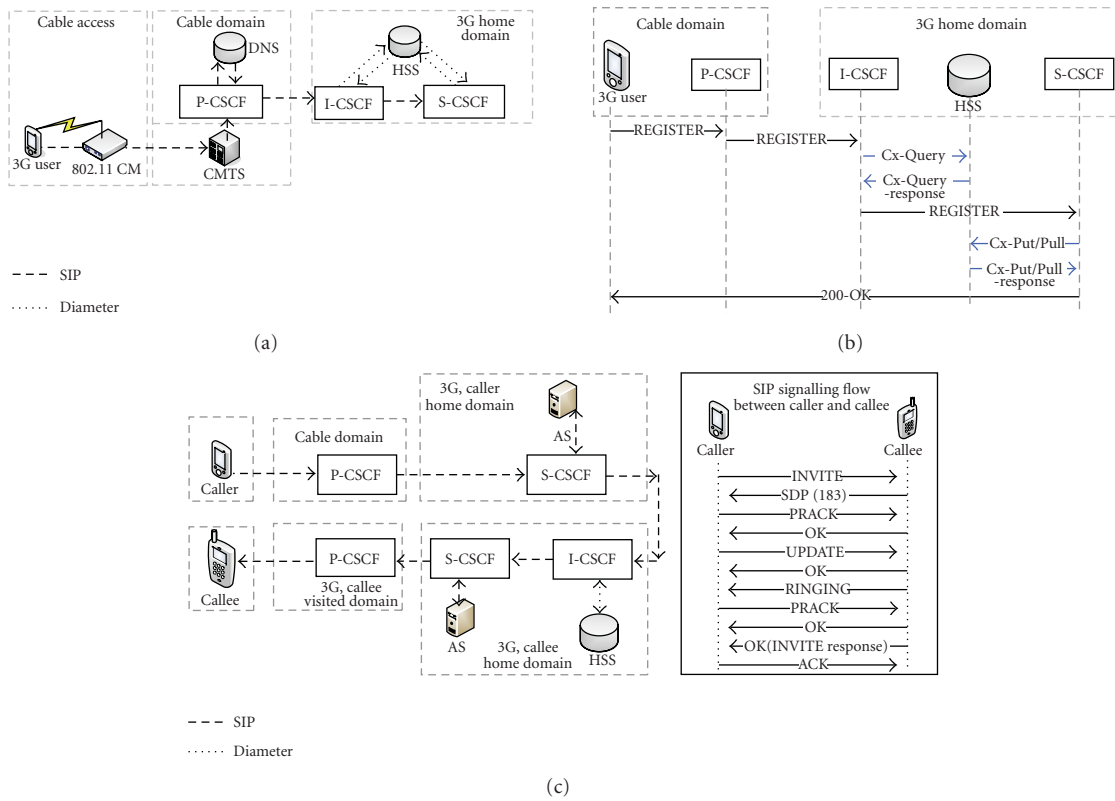 Cable access
Cable domain
3G home
domain
DNS
HSS
P-CSCF
I-CSCF
S-CSCF
3G user
802.11 CM
CMTS
SIP
Diameter
(a)
Cable domain
3G home domain
P-CSCF
I-CSCF
S-CSCF
3G user
HSS
REGISTER
REGISTER
Cx-Query
Cx-Query
-response
REGISTER
Cx-Put/Pull
Cx-Put/Pull
-response
200-OK
(b)
3G, caller
home domain
AS
Cable domain
Caller
P-CSCF
S-CSCF
P-CSCF
S-CSCF
I-CSCF
Callee
3G, callee
visited domain
AS
3G, callee
home domain
HSS
SIP signalling flow
between caller and callee
Caller
Callee
INVITE
SDP (183)
PRACK
OK
UPDATE
OK
RINGING
PRACK
OK
OK(INVITE response)
ACK
SIP
Diameter
(c)